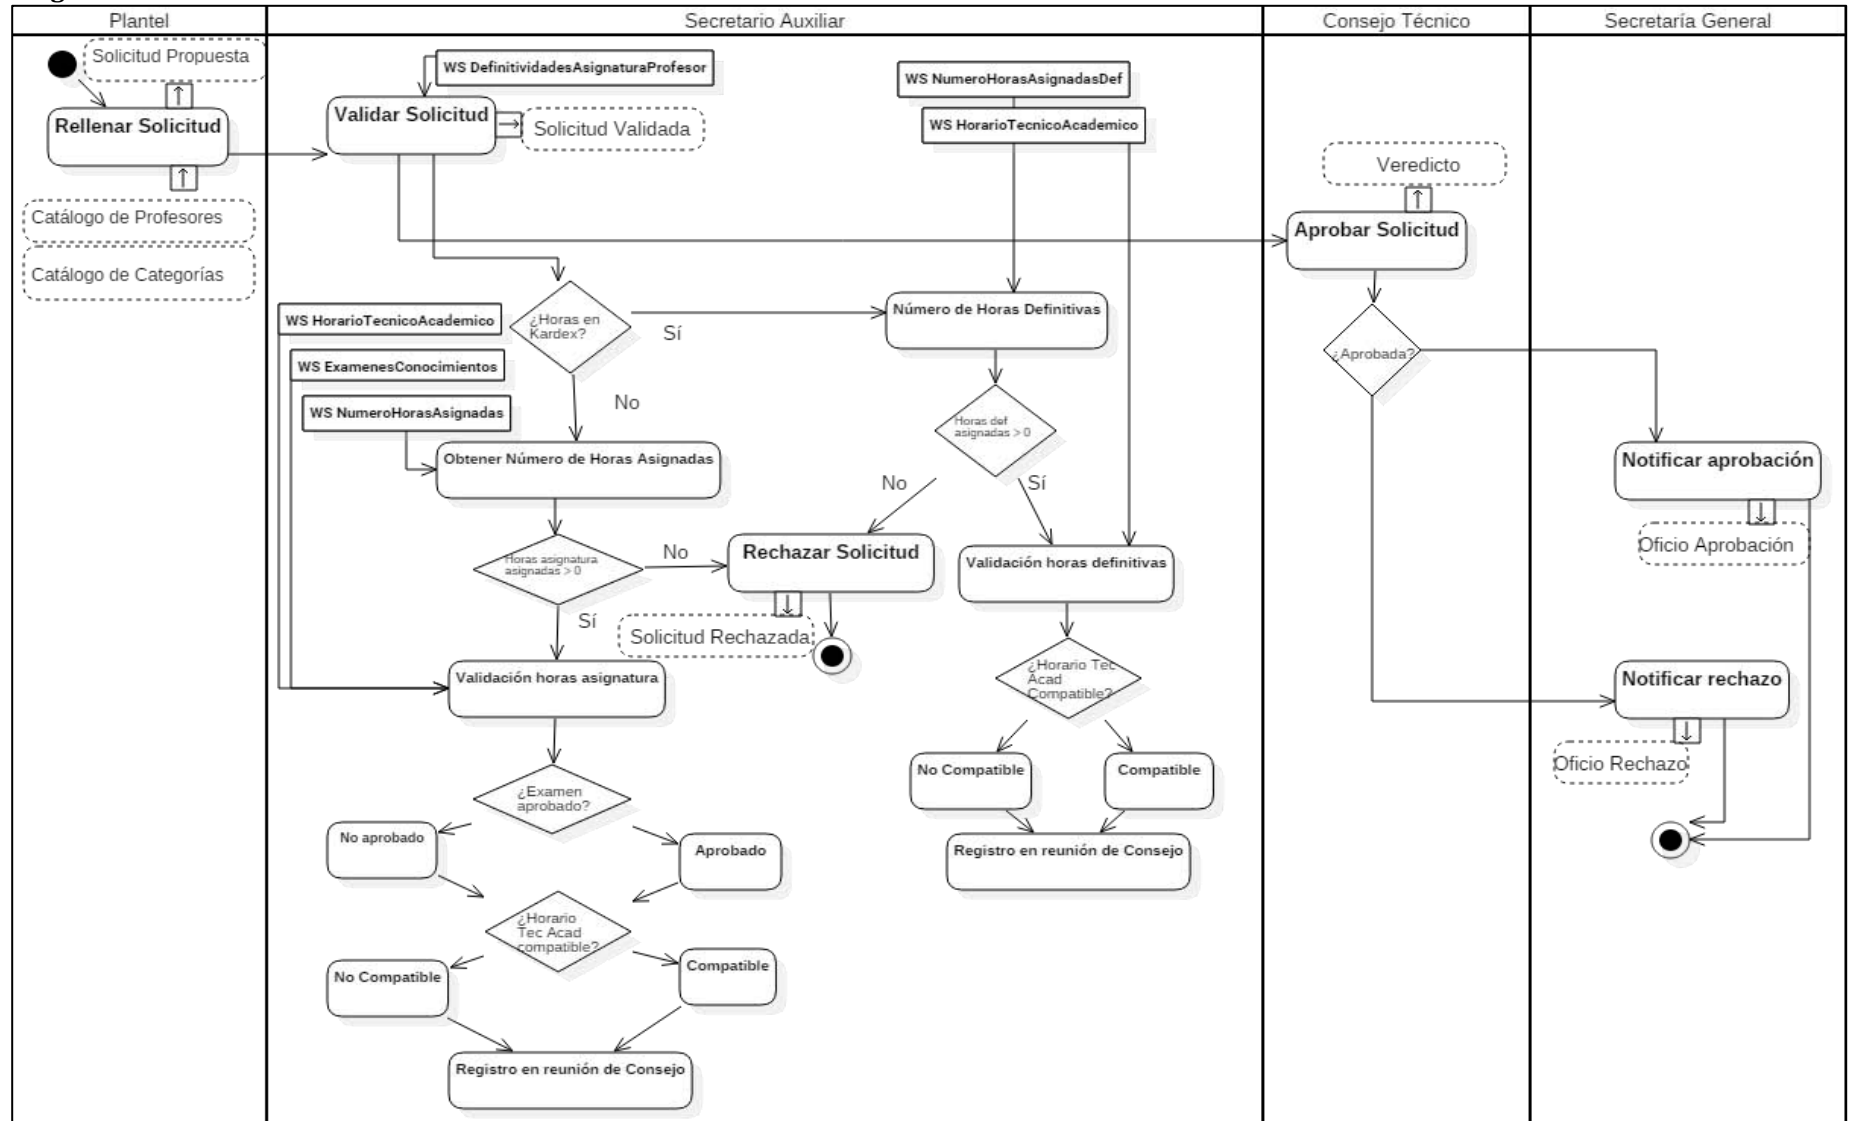 Plantel
Secretario Auxiliar
Consejo Técnico
Secretaría General
Solicitud Propuesta
Rellenar Solicitud
Catálogo de Profesores
Catálogo de Categorías
WS DefinitividadesAsignaturaProfesor
Validar Solicitud
Solicitud Validada
WS NumeroHorasAsignadasDef
WS HorarioTecnicoAcademico
Veredicto
Aprobar Solicitud
¿Aprobada?
WS HorarioTecnicoAcademico
WS ExamenesConocimientos
WS NumeroHorasAsignadas
¿Horas en
Kardex?
Sí
No
Número de Horas Definitivas
Horas def
asignadas > 0
No
Sí
Obtener Número de Horas Asignadas
Horas asignatura
asignadas > 0
No
Sí
Rechazar Solicitud
Solicitud Rechazada
Validación horas definitivas
¿Horario Tec
Acad
Compatible?
No Compatible
Compatible
Registro en reunión de Consejo
Validación horas asignatura
¿Examen
aprobado?
No aprobado
Aprobado
¿Horario
Tec Acad
compatible?
No Compatible
Compatible
Registro en reunión de Consejo
Notificar aprobación
Oficio Aprobación
Notificar rechazo
Oficio Rechazo